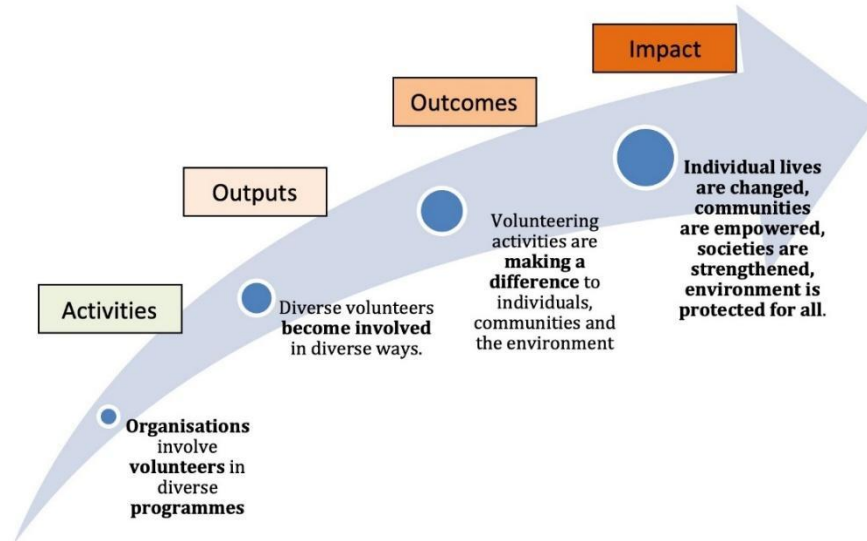 Activities
Organisations
involve
volunteers in
diverse
programmes
Outputs
Diverse volunteers
become involved
in diverse ways.
Outcomes
Volunteering
activities are
making a
difference to
individuals,
communities and
the environment
Impact
Individual lives
are changed,
communities
are empowered,
societies are
strengthened,
environment is
protected for all.